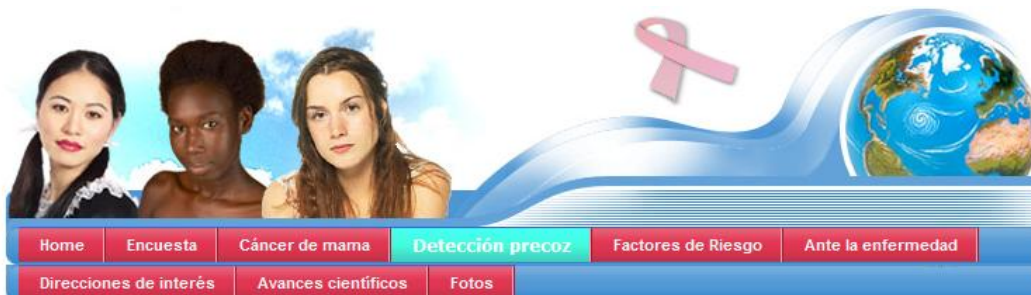 Home Encuesta Cáncer de mama Detección precoz Factores de Riesgo Ante la enfermedad
Direcciones de interés Avances científicos Fotos